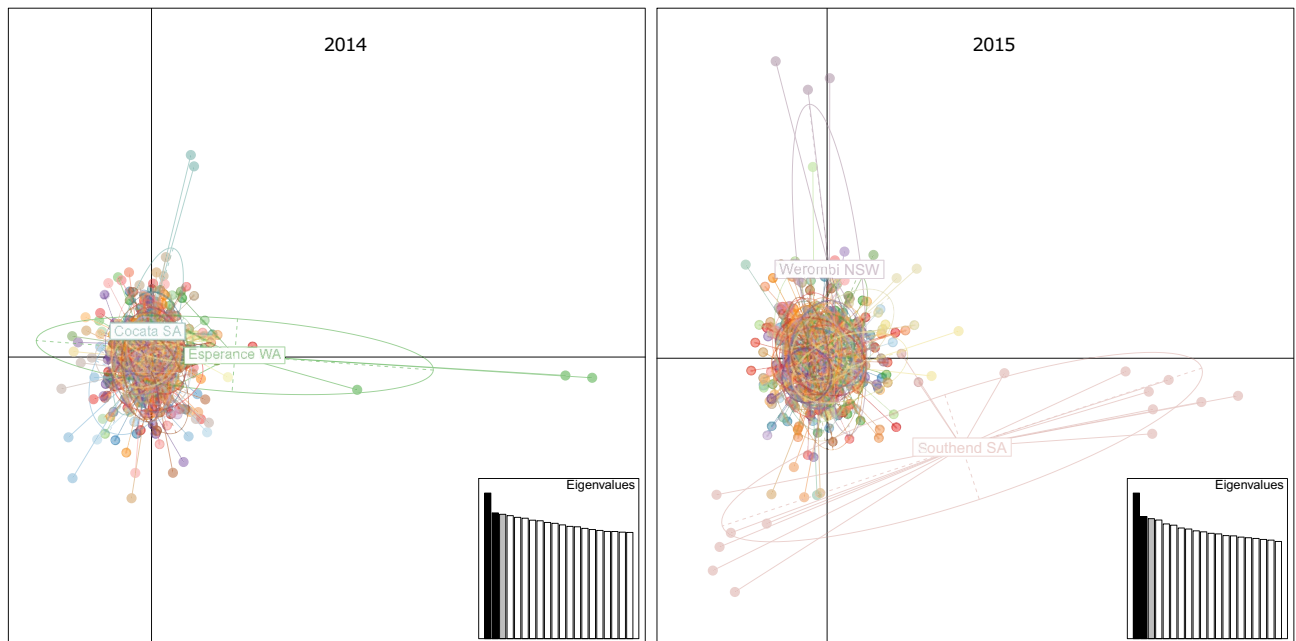 2014
Cocata SA
Esperance WA
Eigenvalues
2015
Werombi NSW
Southend SA
Eigenvalues